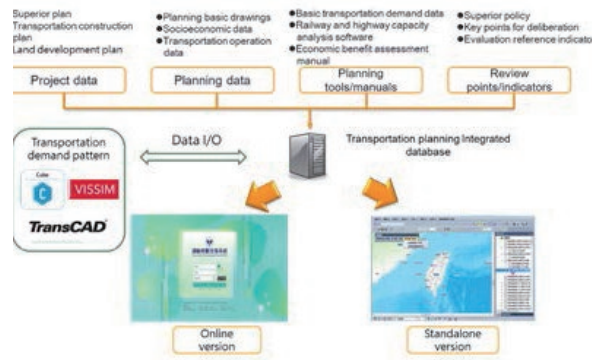 Superior plan
Transportation construction
plan
Land development plan
Project data
●Planning basic drawings
●Socioeconomic data
●Transportation operation
data
Planning data
●Basic transportation demand data
●Railway and highway capacity
analysis software
●Economic benefit assessment
manual
Planning
tools/manuals
●Superior policy
●Key points for deliberation
●Evaluation reference indicato
Review
points/indicators
Transportation
demand pattern
Cube
VISSIM
TransCAD
Data I/O
Transportation planning Integrated
database
Online
version
Standalone
version